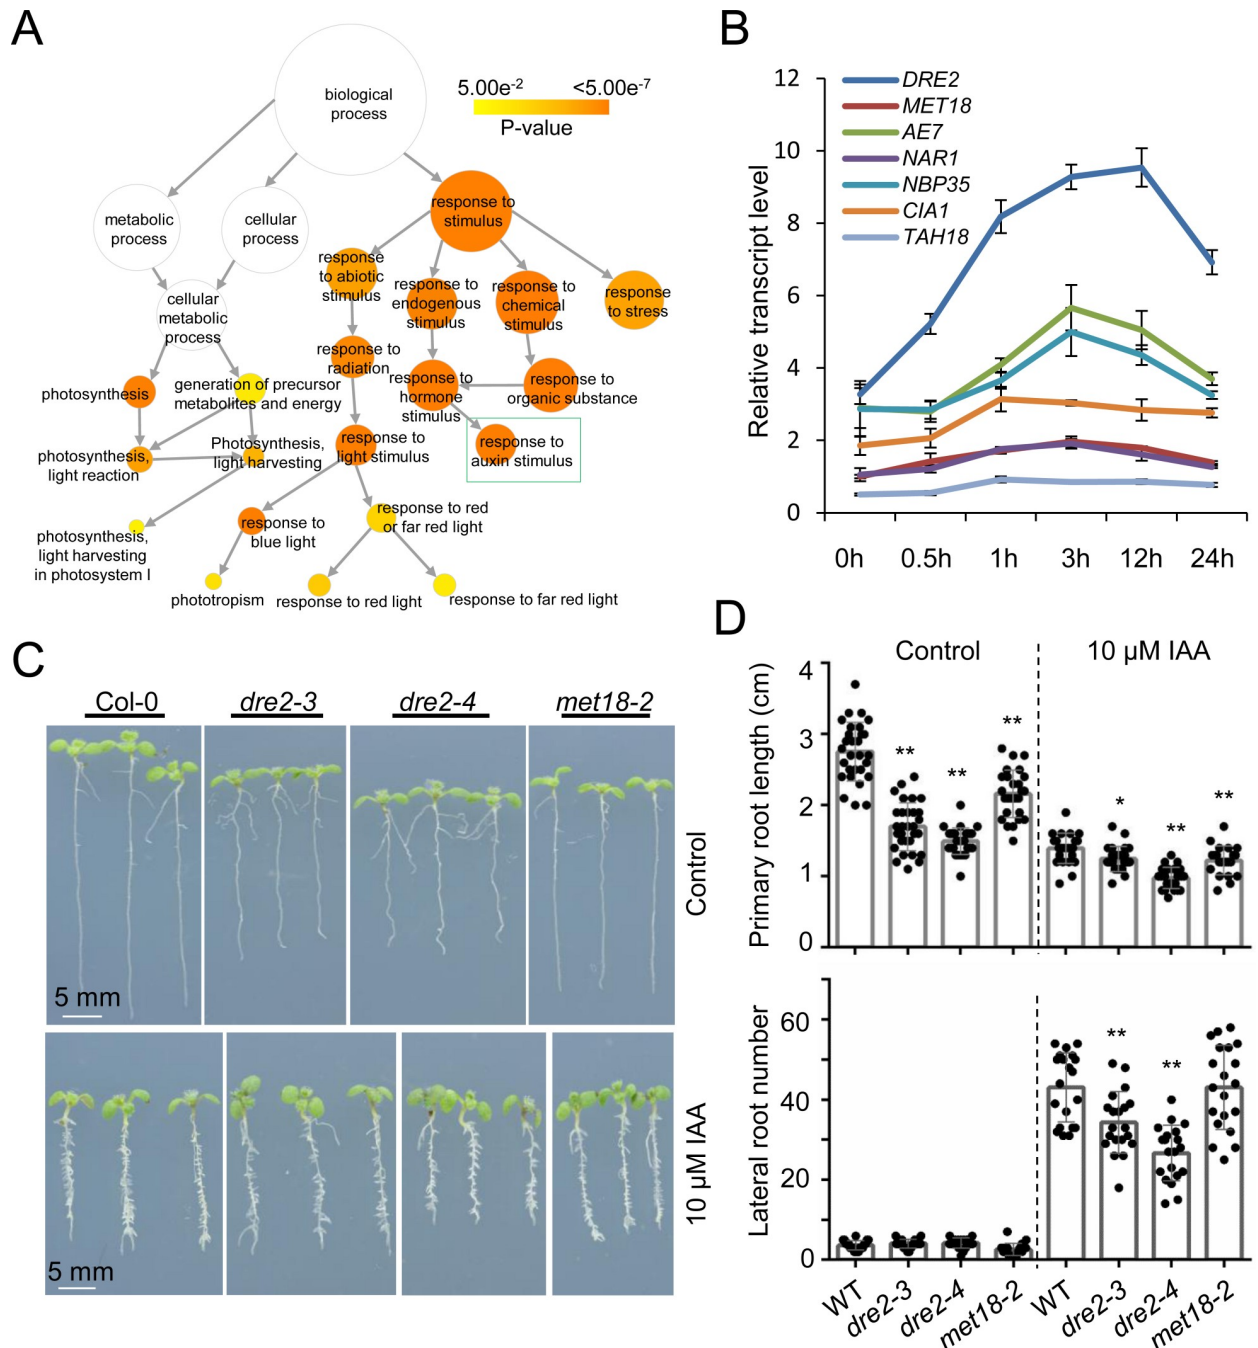 A
biological
process
5.00e-2
<5.00e-7
P-value
metabolic
process
cellular
process
response to
stimulus
response
to abiotic
stimulus
response to
endogenous
stimulus
response to
chemical
stimulus
response
to stress
cellular
metabolic
process
response to
radiation
photosynthesis
generation of precursor
metabolites and energy
response to
hormone
stimulus
response to
organic substance
photosynthesis,
light reaction
Photosynthesis,
light harvesting
response to
light stimulus
response to
auxin stimulus
photosynthesis,
light harvesting
in photosystem I
response to
blue light
response to red
or far red light
phototropism
response to red light
response to far red light
B
Relative transcript level
12
10
8
6
4
2
0
DRE2
MET18
AE7
NAR1
NBP35
CIA1
TAH18
0h
0.5h
1h
3h
12h
24h
C
Col-0
dre2-3
dre2-4
met18-2
Control
5 mm
10 µM IAA
5 mm
D
Control
10 µM IAA
Primary root length (cm)
4
3
2
1
0
**
**
**
*
**
**
Lateral root number
60
40
20
0
**
**
WT
dre2-3
dre2-4
met18-2
WT
dre2-3
dre2-4
met18-2